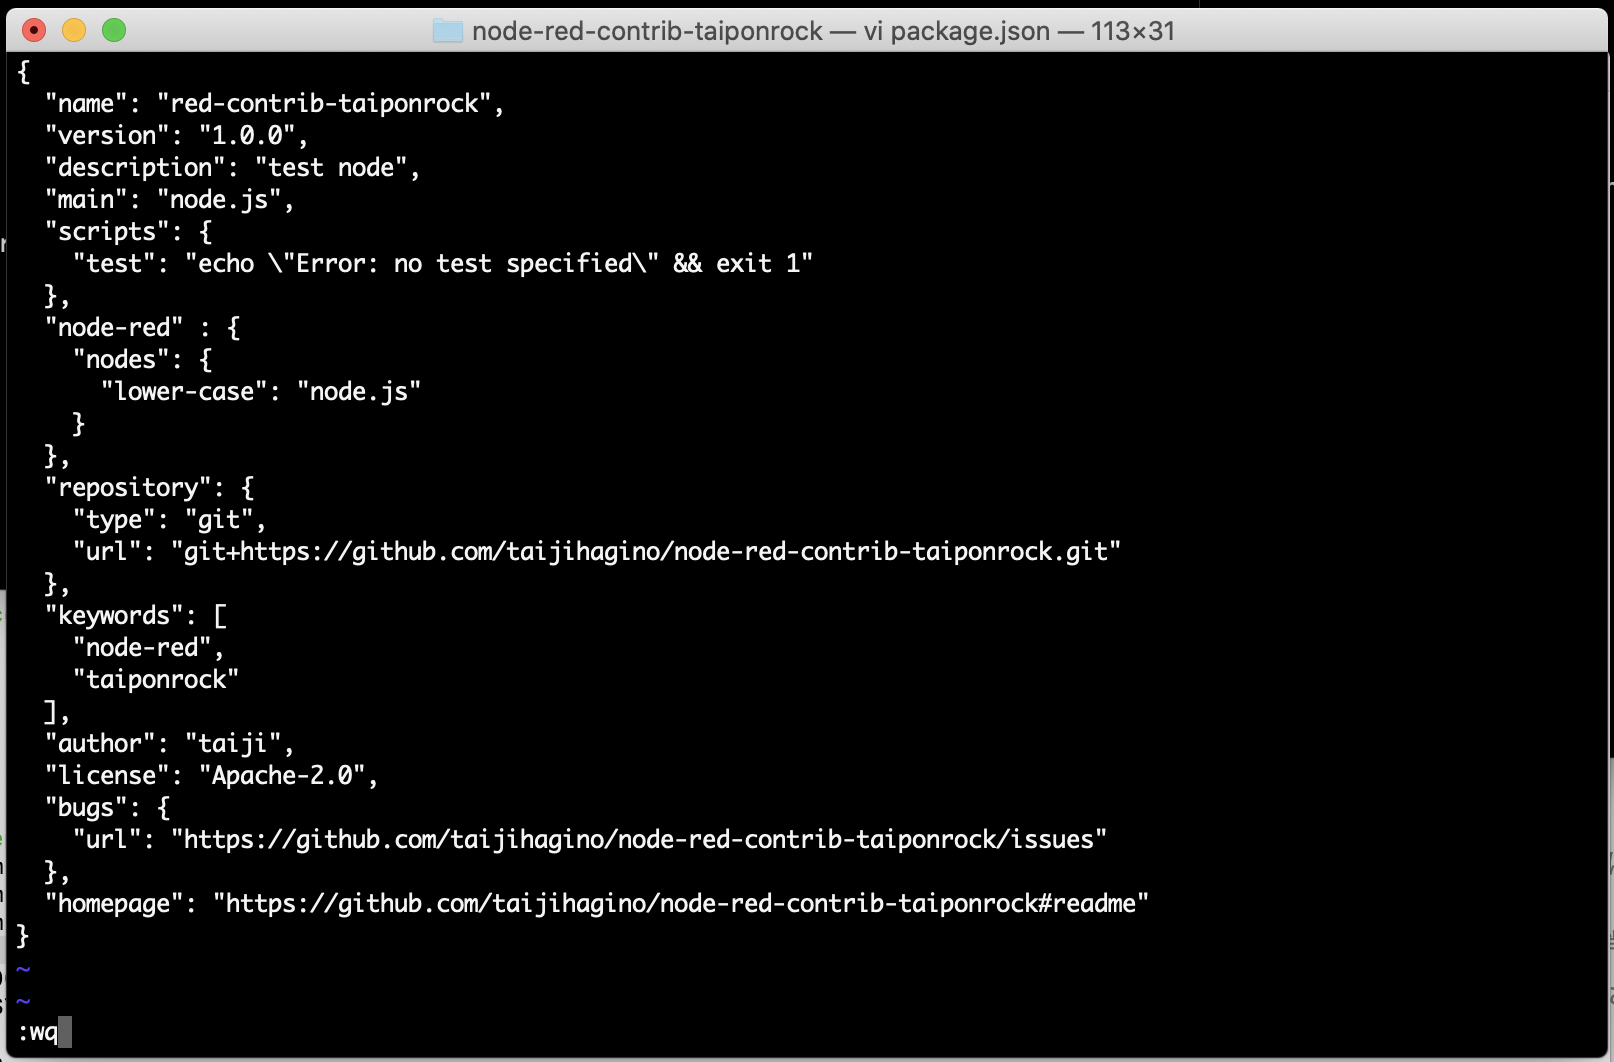 node-red-contrib-taiponrock — vi package.json — 113×31
{
  "name": "red-contrib-taiponrock",
  "version": "1.0.0",
  "description": "test node",
  "main": "node.js",
  "scripts": {
    "test": "echo \"Error: no test specified\" && exit 1"
  },
  "node-red" : {
    "nodes": {
      "lower-case": "node.js"
    }
  },
  "repository": {
    "type": "git",
    "url": "git+https://github.com/taijihagino/node-red-contrib-taiponrock.git"
  },
  "keywords": [
    "node-red",
    "taiponrock"
  ],
  "author": "taiji",
  "license": "Apache-2.0",
  "bugs": {
    "url": "https://github.com/taijihagino/node-red-contrib-taiponrock/issues"
  },
  "homepage": "https://github.com/taijihagino/node-red-contrib-taiponrock#readme"
}
~
~
:wq